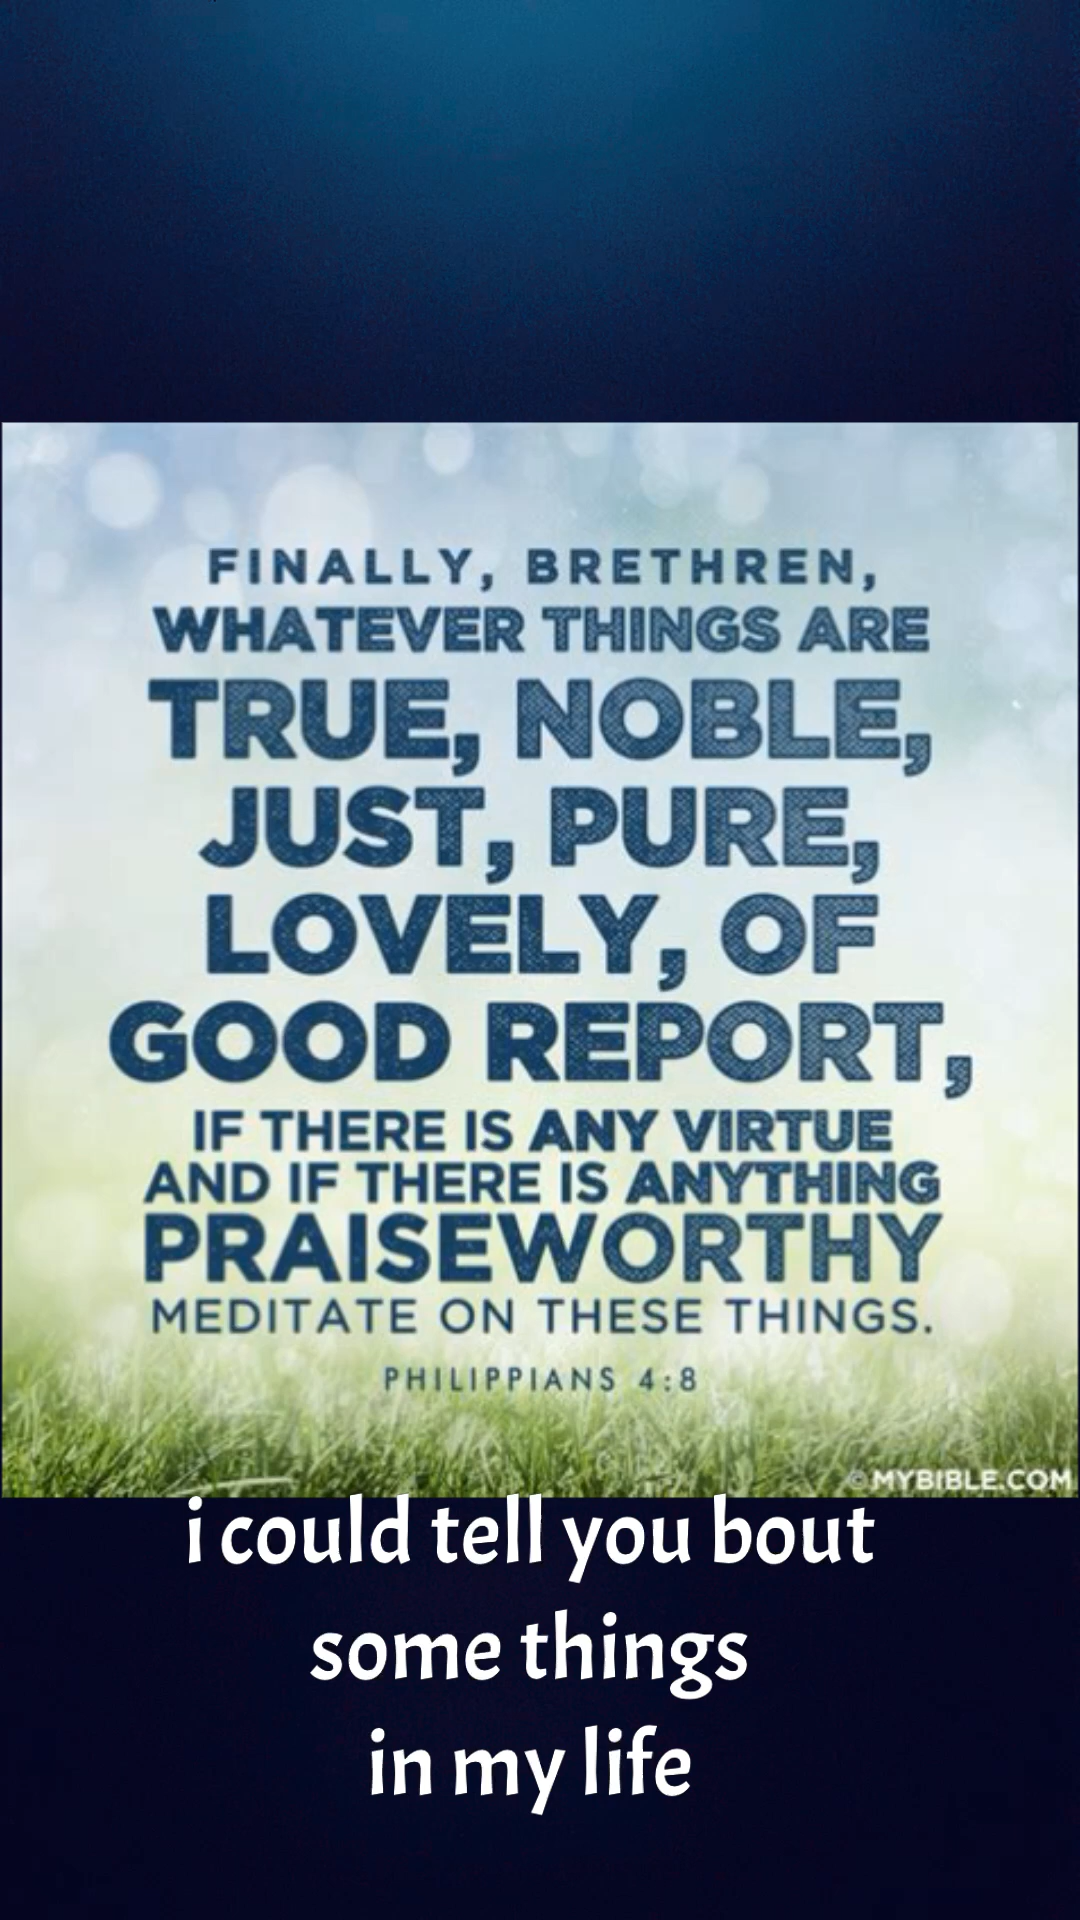 FINALLY, BRETHREN,
WHATEVER THINGS ARE
TRUE, NOBLE,
JUST, PURE,
LOVELY, OF
GOOD REPORT,
IF THERE IS ANY VIRTUE
AND IF THERE IS ANYTHING
PRAISEWORTHY
MEDITATE ON THESE THINGS.
PHILIPPIANS 4:8
© MYBIBLE.COM
i could tell you bout
some things
in my life